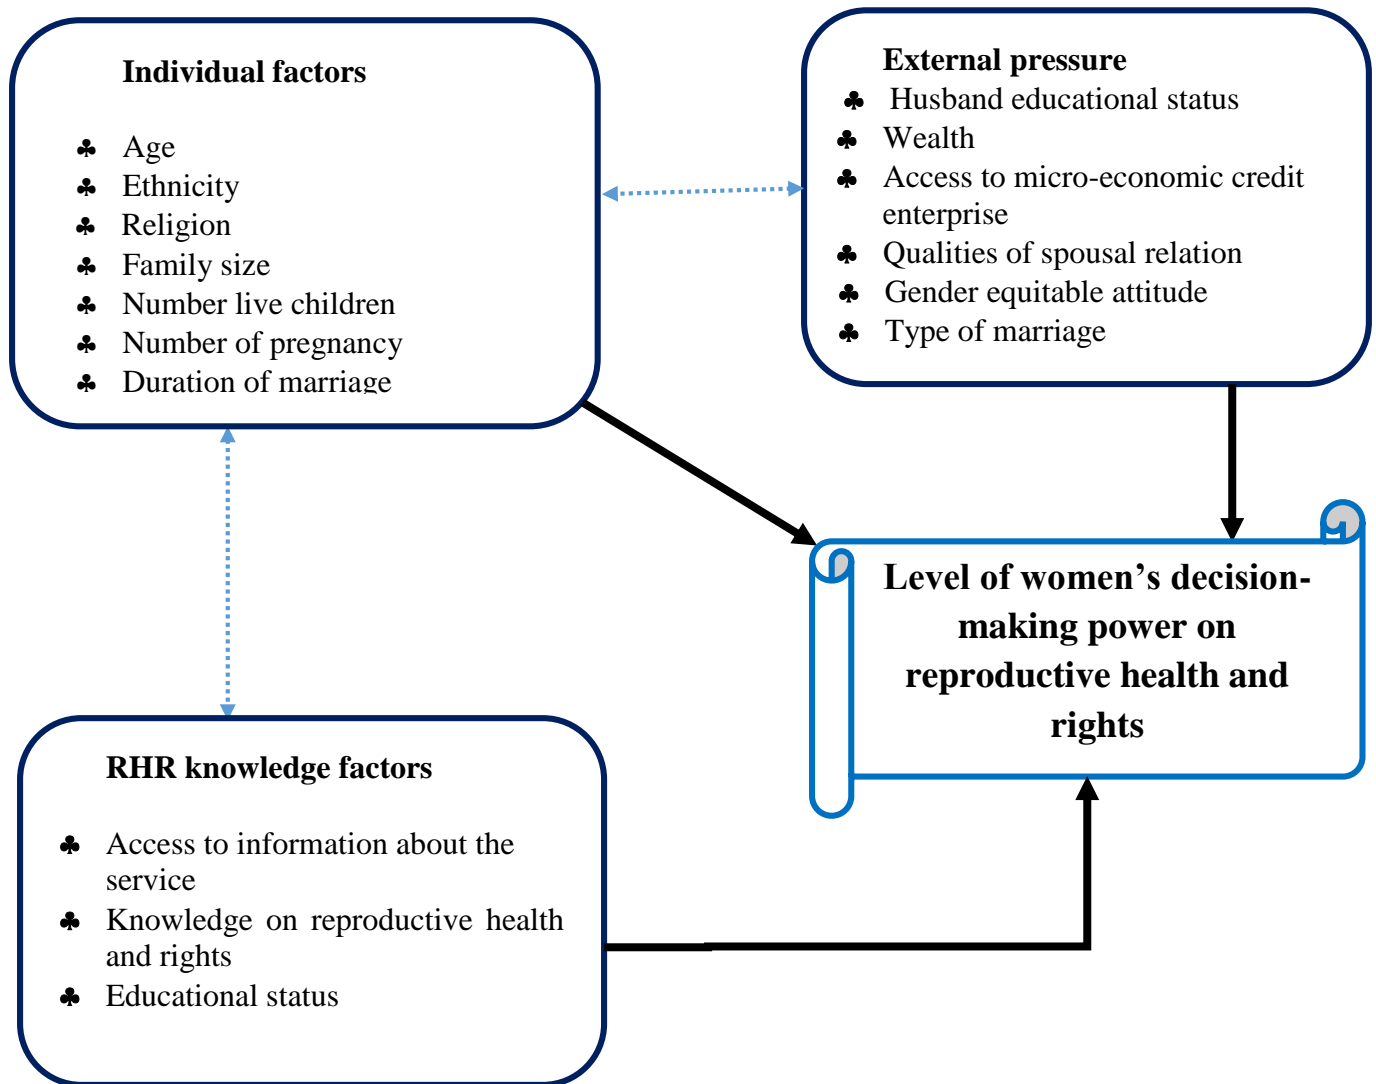 Individual factors
♣ Age
♣ Ethnicity
♣ Religion
♣ Family size
♣ Number live children
♣ Number of pregnancy
♣ Duration of marriage
External pressure
♣ Husband educational status
♣ Wealth
♣ Access to micro-economic credit
enterprise
♣ Qualities of spousal relation
♣ Gender equitable attitude
♣ Type of marriage
Level of women’s decision-
making power on
reproductive health and
rights
RHR knowledge factors
♣ Access to information about the
service
♣ Knowledge on reproductive health
and rights
♣ Educational status